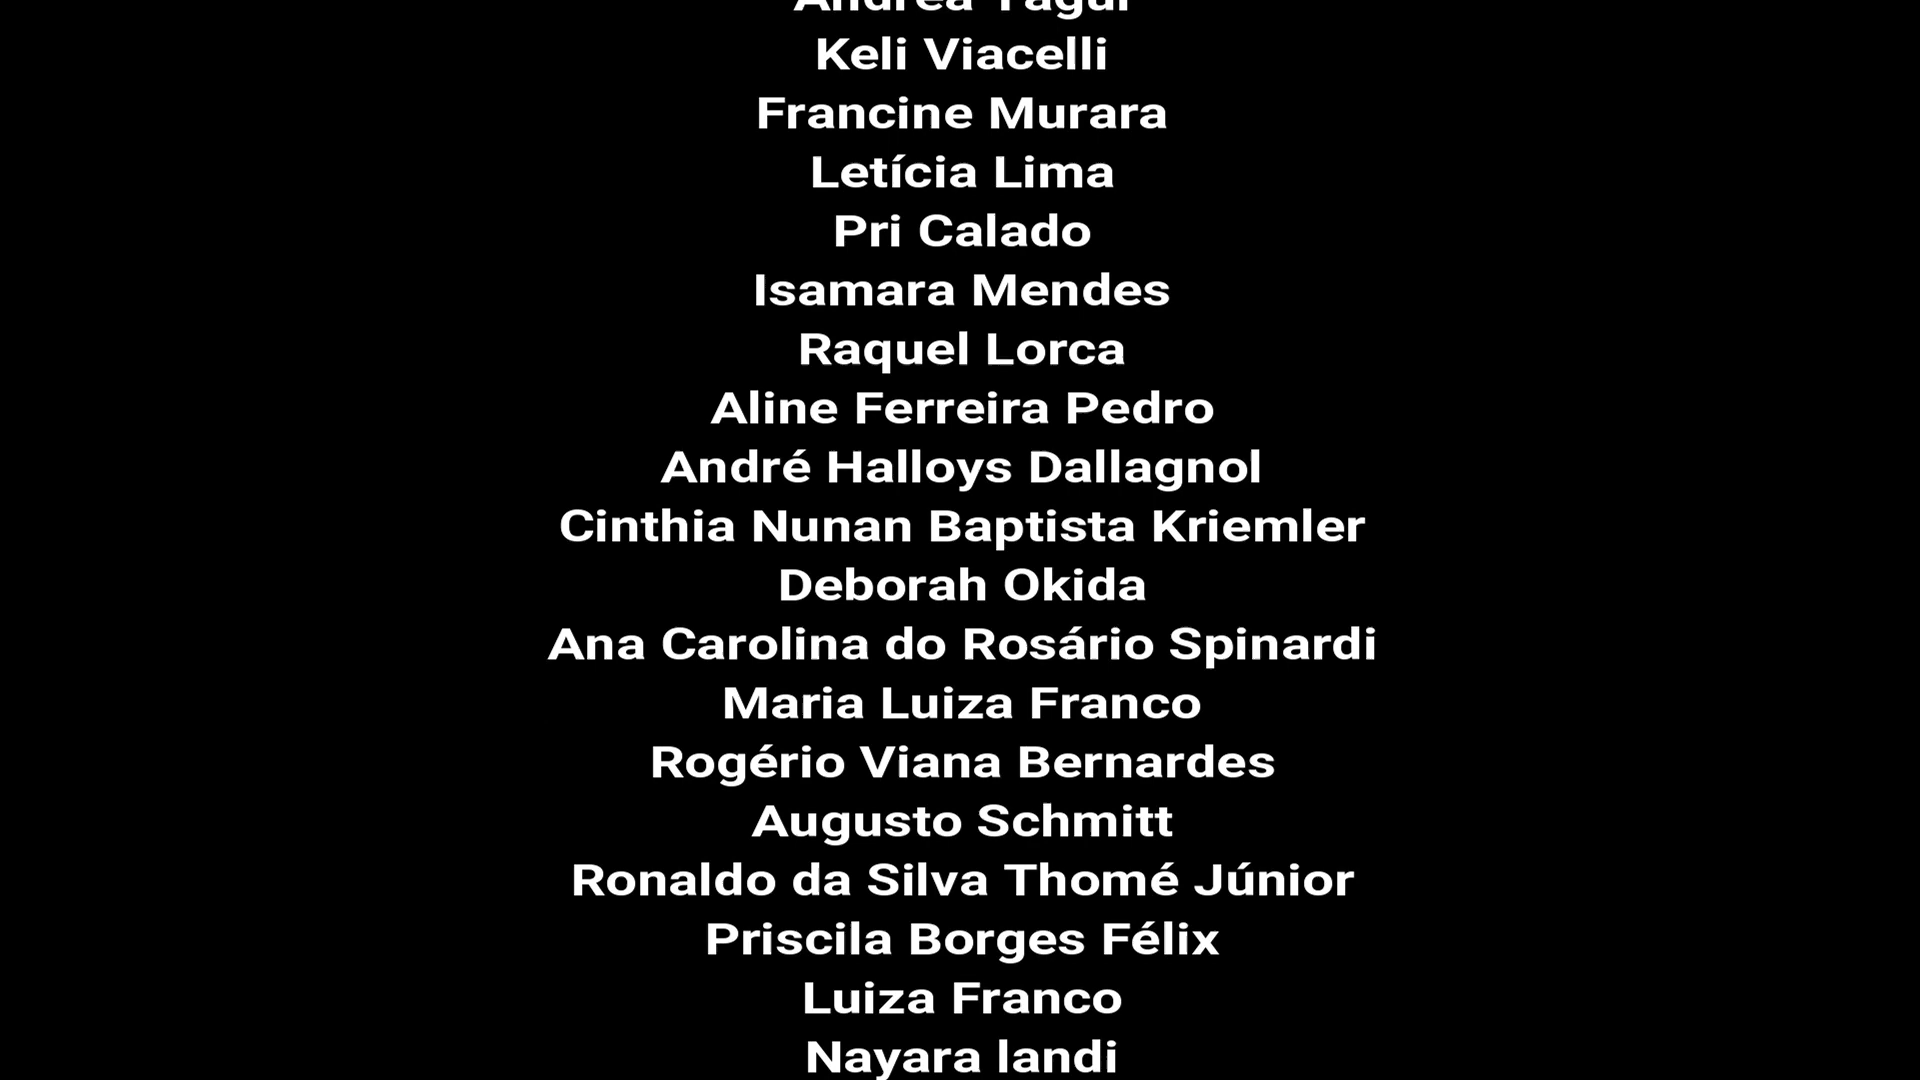 Keli Viacelli
Francine Murara
Letícia Lima
Pri Calado
Isamara Mendes
Raquel Lorca
Aline Ferreira Pedro
André Halloys Dallagnol
Cinthia Nunan Baptista Kriemler
Deborah Okida
Ana Carolina do Rosário Spinardi
Maria Luiza Franco
Rogério Viana Bernardes
Augusto Schmitt
Ronaldo da Silva Thomé Júnior
Priscila Borges Félix
Luiza Franco
Nayara landi